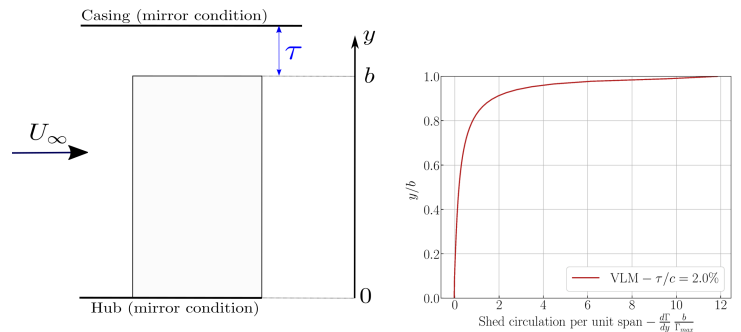 Casing (mirror condition)
τ
y
b
U∞
0
Hub (mirror condition)
1.0
0.8
0.6
0.4
0.2
0.0
y/b
0 2 4 6 8 10 12
VLM − τ/c = 2.0%
Shed circulation per unit span − dΓ/dy b/Γmax